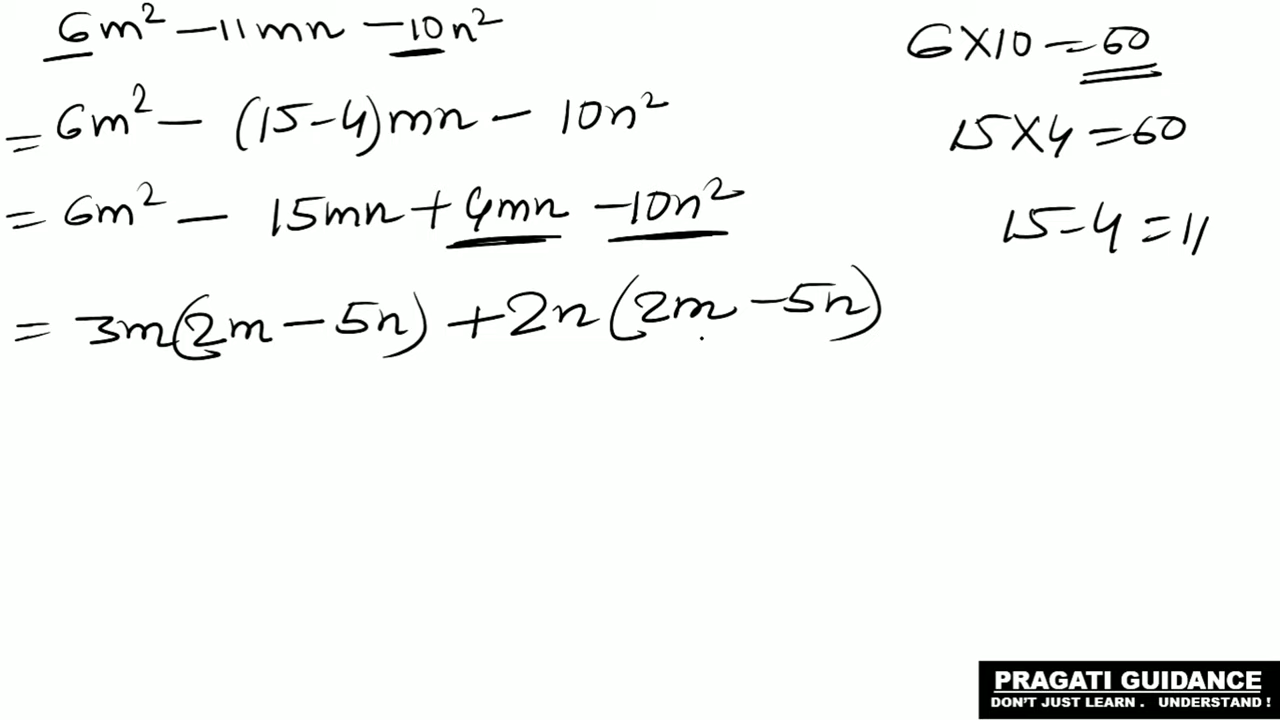 6m² - 11mn - 10n²
= 6m² - (15-4)mn - 10n²
= 6m² - 15mn + 4mn - 10n²
= 3m(2m - 5n) + 2n(2m - 5n)
6×10 = 60
15×4 = 60
15-4 = 11
PRAGATI GUIDANCE
DON'T JUST LEARN . UNDERSTAND !